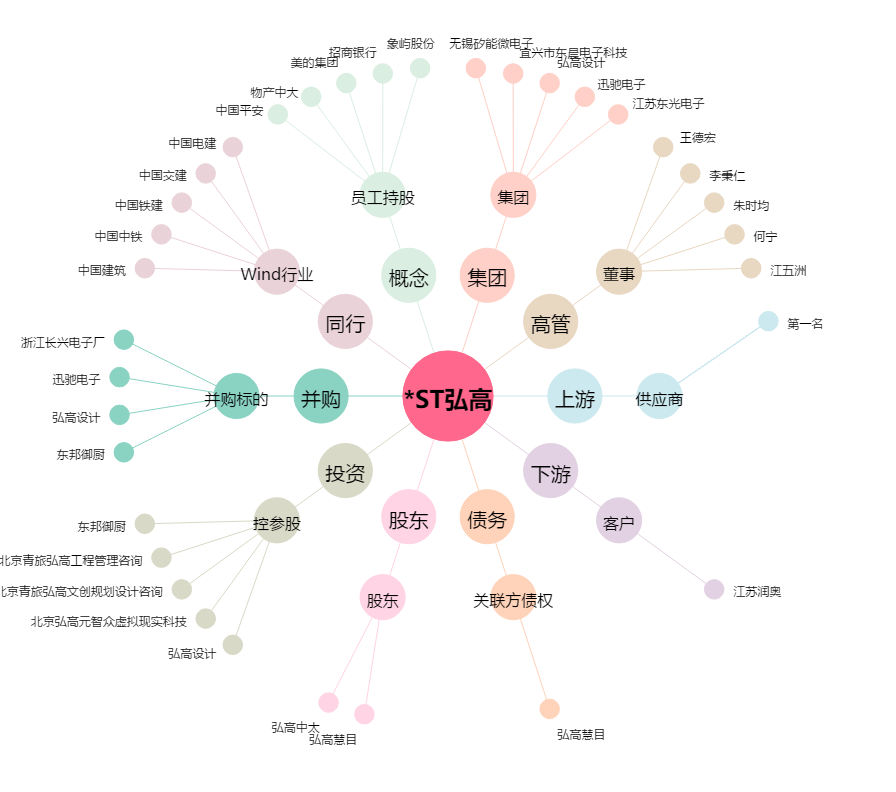 象屿股份
无锡矽能微电子
招商银行
宜兴市东晨电子科技
美的集团
弘高设计
物产中大
迅驰电子
中国平安
江苏东光电子
中国电建
王德宏
中国交建
李秉仁
员工持股
集团
中国铁建
朱时均
中国中铁
何宁
中国建筑
Wind行业
概念
集团
董事
江五洲
同行
高管
第一名
浙江长兴电子厂
迅驰电子
并购标的
并购
*ST弘高
上游
供应商
弘高设计
东邦御厨
投资
下游
东邦御厨
控参股
股东
债务
客户
北京青旅弘高工程管理咨询
北京青旅弘高文创规划设计咨询
江苏润奥
股东
关联方债权
北京弘高元智众虚拟现实科技
弘高设计
弘高中太
弘高慧目
弘高慧目